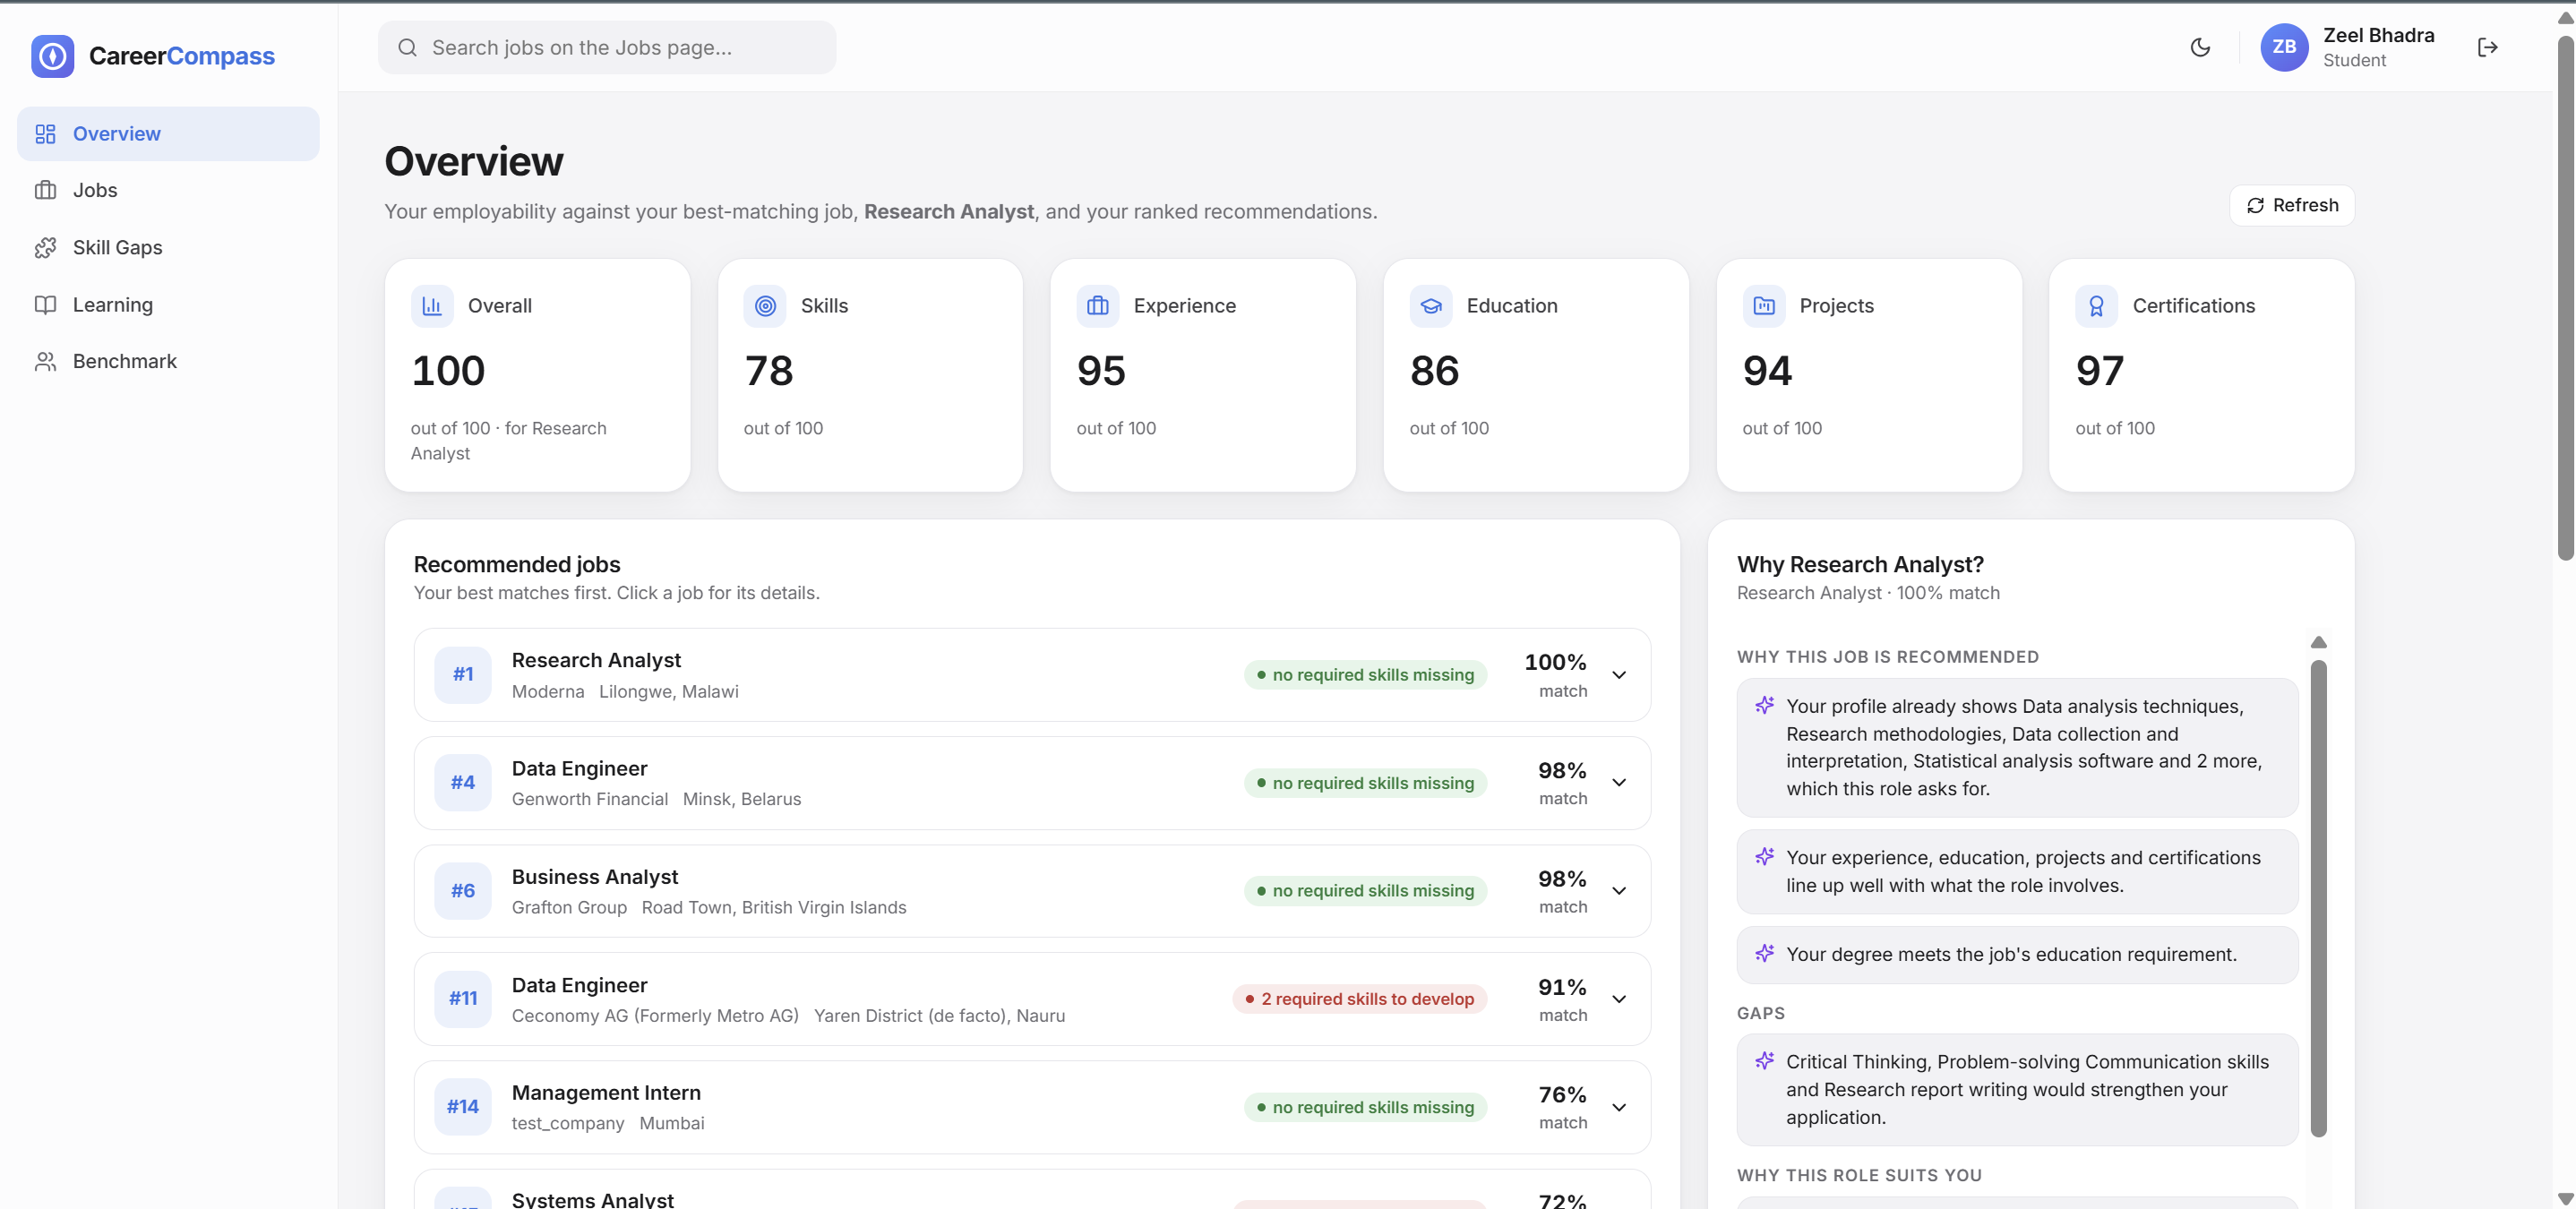 CareerCompass
Search jobs on the Jobs page...
ZB
Zeel Bhadra
Student
Overview
Jobs
Skill Gaps
Learning
Benchmark
Overview
Your employability against your best-matching job, Research Analyst, and your ranked recommendations.
Refresh
Overall
100
out of 100 · for Research
Analyst
Skills
78
out of 100
Experience
95
out of 100
Education
86
out of 100
Projects
94
out of 100
Certifications
97
out of 100
Recommended jobs
Your best matches first. Click a job for its details.
#1
Research Analyst
Moderna Lilongwe, Malawi
no required skills missing
100%
match
#4
Data Engineer
Genworth Financial Minsk, Belarus
no required skills missing
98%
match
#6
Business Analyst
Grafton Group Road Town, British Virgin Islands
no required skills missing
98%
match
#11
Data Engineer
Ceconomy AG (Formerly Metro AG) Yaren District (de facto), Nauru
2 required skills to develop
91%
match
#14
Management Intern
test_company Mumbai
no required skills missing
76%
match
Systems Analyst
72%
Why Research Analyst?
Research Analyst · 100% match
WHY THIS JOB IS RECOMMENDED
Your profile already shows Data analysis techniques,
Research methodologies, Data collection and
interpretation, Statistical analysis software and 2 more,
which this role asks for.
Your experience, education, projects and certifications
line up well with what the role involves.
Your degree meets the job's education requirement.
GAPS
Critical Thinking, Problem-solving Communication skills
and Research report writing would strengthen your
application.
WHY THIS ROLE SUITS YOU